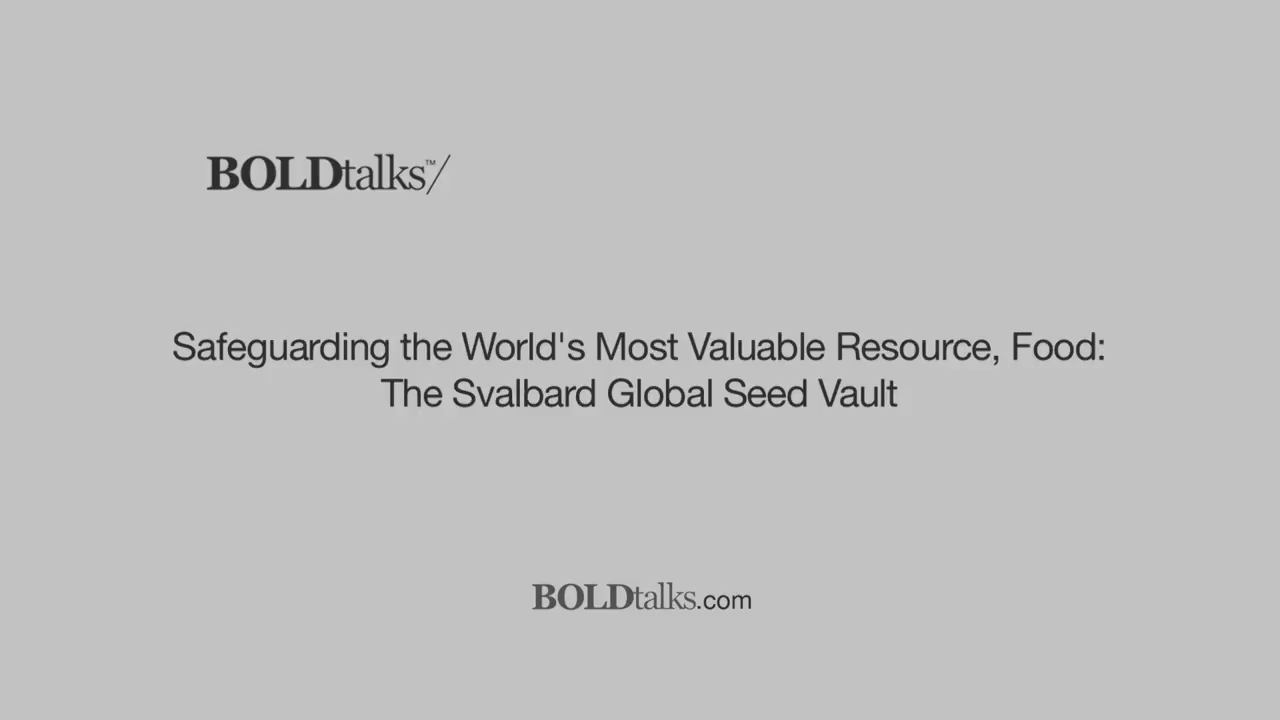 BOLDtalks™/
Safeguarding the World's Most Valuable Resource, Food:
The Svalbard Global Seed Vault
BOLDtalks.com